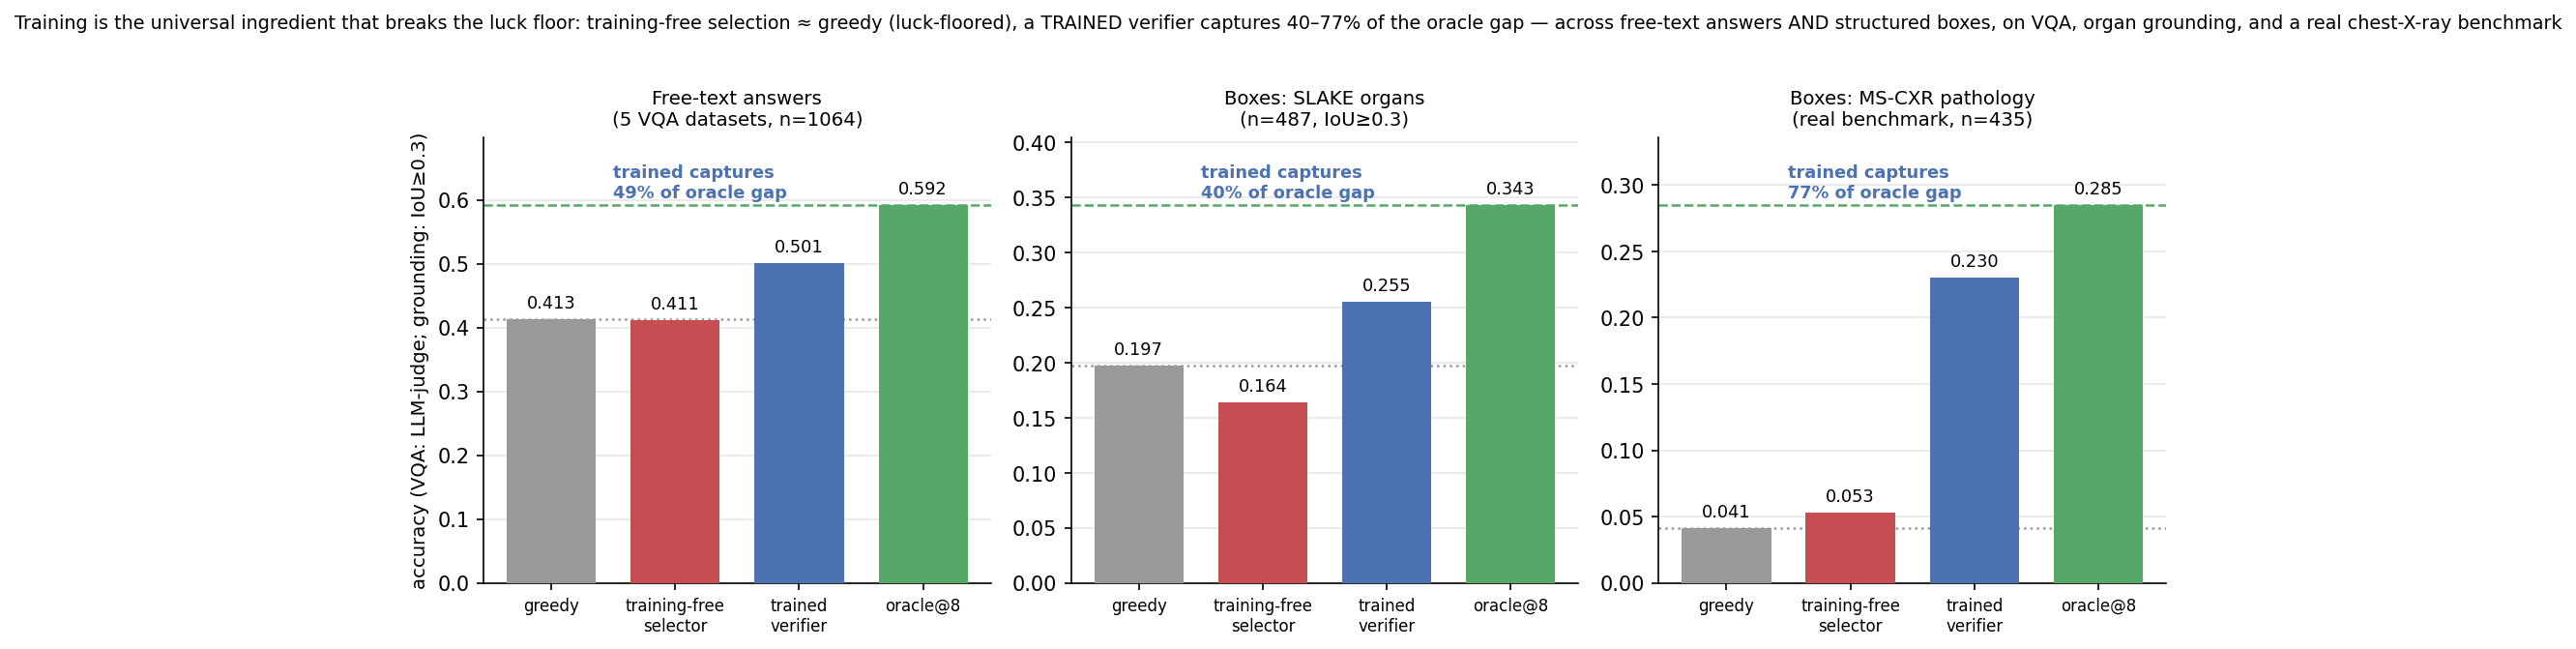 Training is the universal ingredient that breaks the luck floor: training-free selection ≈ greedy (luck-floored), a TRAINED verifier captures 40–77% of the oracle gap — across free-text answers AND structured boxes, on VQA, organ grounding, and a real chest-X-ray benchmark
Free-text answers
(5 VQA datasets, n=1064)
accuracy (VQA: LLM-judge; grounding: IoU≥0.3)
0.6
0.5
0.4
0.3
0.2
0.1
0.0
trained captures
49% of oracle gap
0.413
0.411
0.501
0.592
greedy
training-free
selector
trained
verifier
oracle@8
Boxes: SLAKE organs
(n=487, IoU≥0.3)
0.40
0.35
0.30
0.25
0.20
0.15
0.10
0.05
0.00
trained captures
40% of oracle gap
0.197
0.164
0.255
0.343
greedy
training-free
selector
trained
verifier
oracle@8
Boxes: MS-CXR pathology
(real benchmark, n=435)
0.30
0.25
0.20
0.15
0.10
0.05
0.00
trained captures
77% of oracle gap
0.041
0.053
0.230
0.285
greedy
training-free
selector
trained
verifier
oracle@8